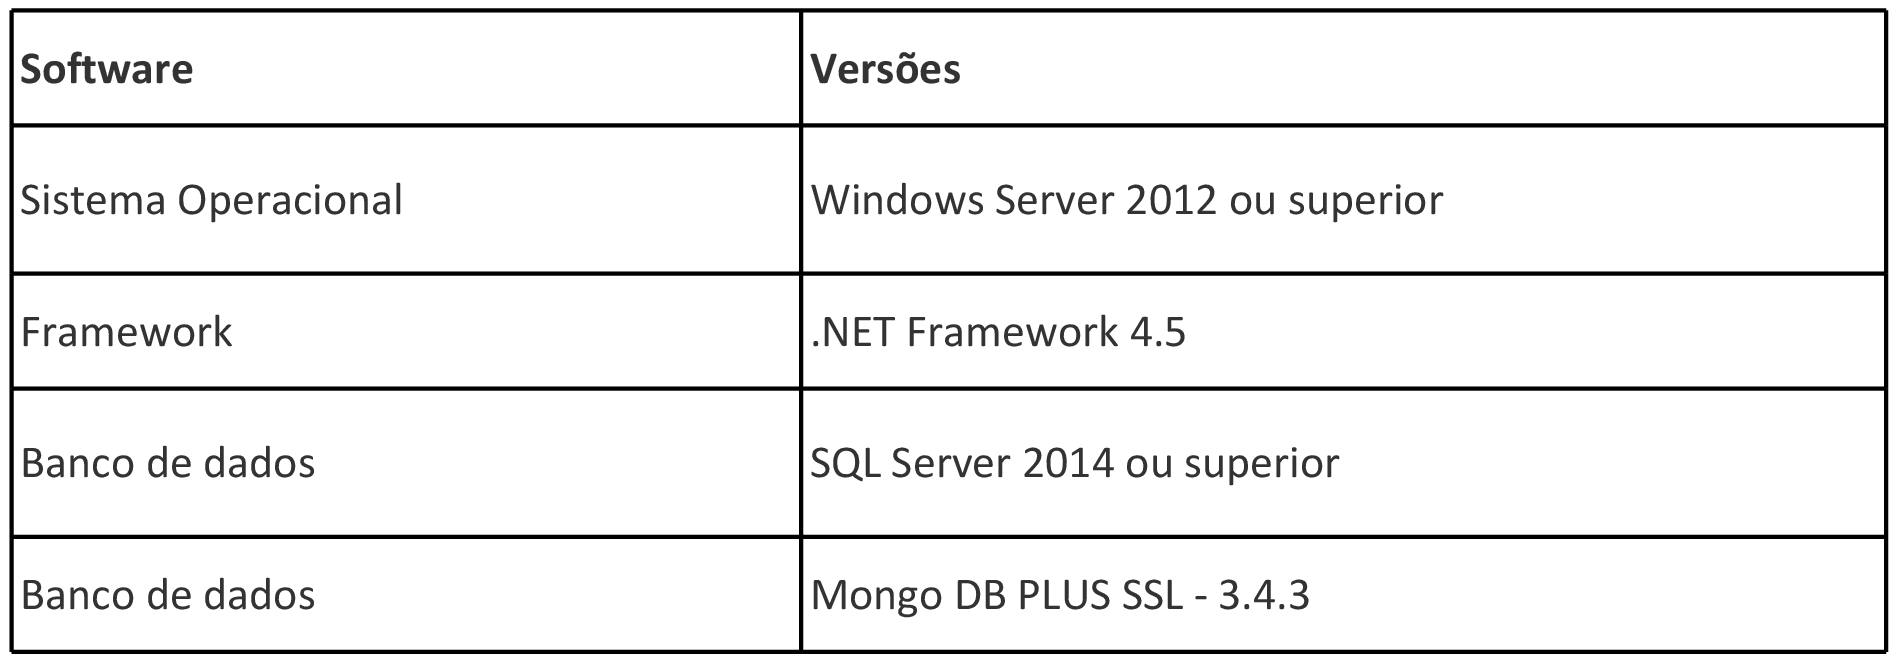 Software
Versões
Sistema Operacional
Windows Server 2012 ou superior
Framework
.NET Framework 4.5
Banco de dados
SQL Server 2014 ou superior
Banco de dados
Mongo DB PLUS SSL - 3.4.3